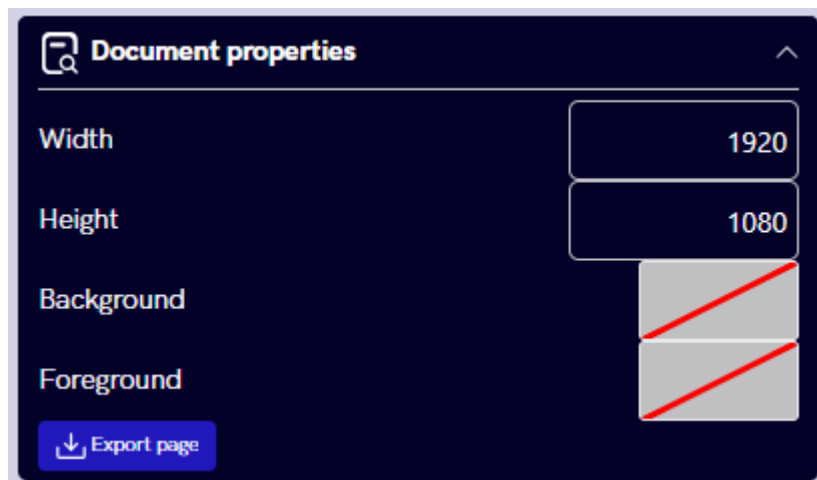 Document properties
Width 1920
Height 1080
Background
Foreground
Export page